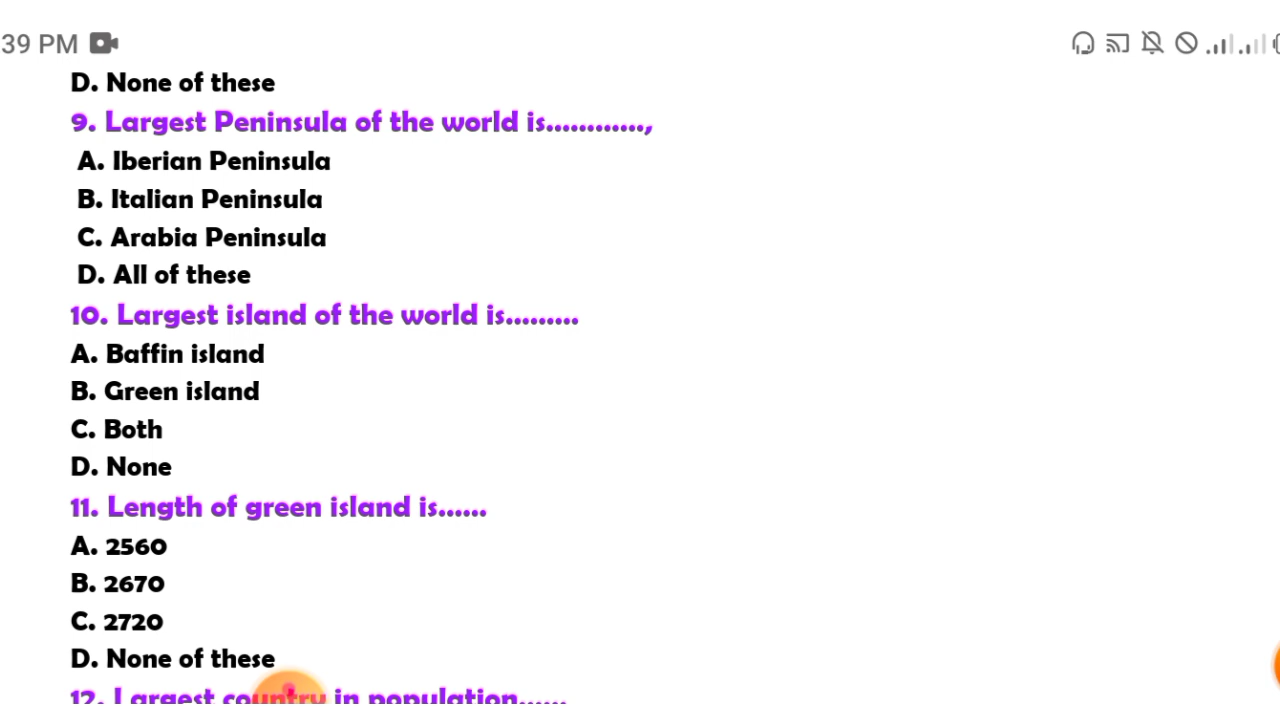 39 PM
D. None of these
9. Largest Peninsula of the world is............,
A. Iberian Peninsula
B. Italian Peninsula
C. Arabia Peninsula
D. All of these
10. Largest island of the world is.........
A. Baffin island
B. Green island
C. Both
D. None
11. Length of green island is......
A. 2560
B. 2670
C. 2720
D. None of these
12. Largest country in population......